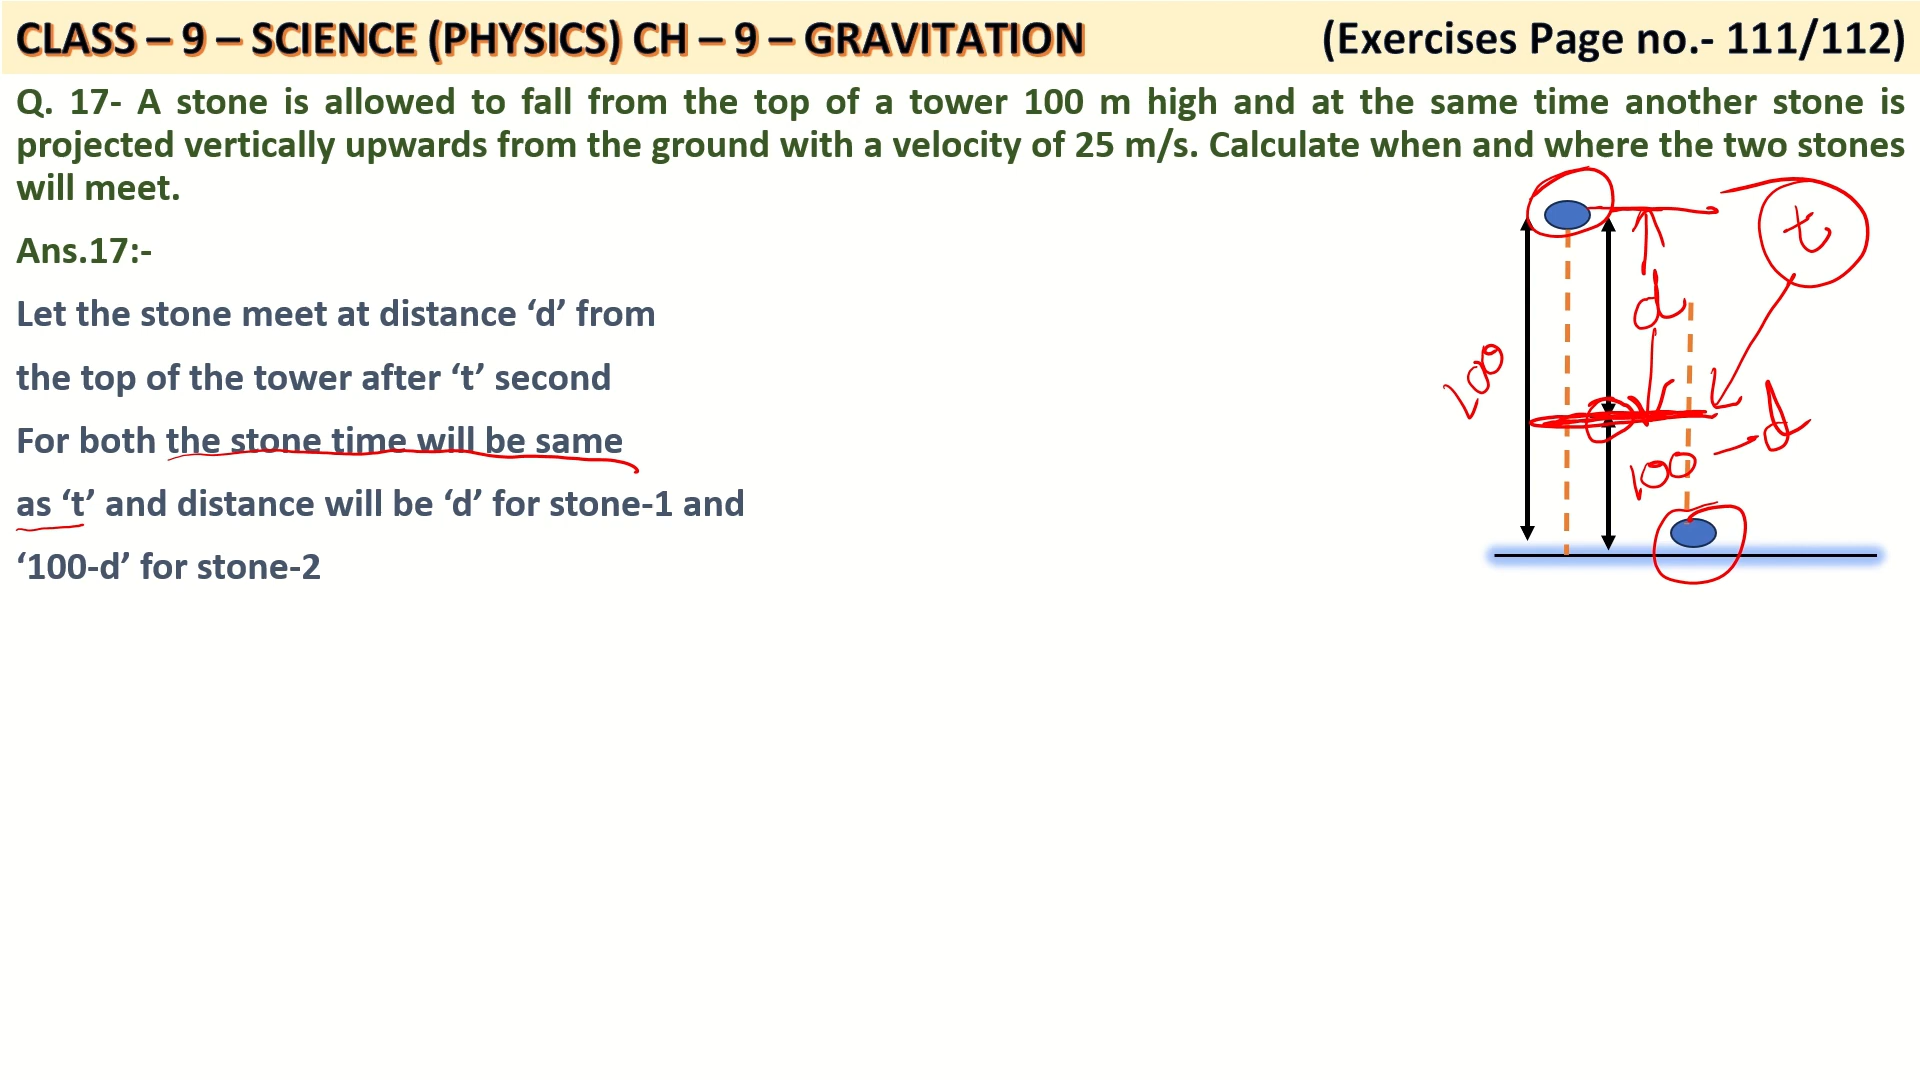 CLASS – 9 – SCIENCE (PHYSICS) CH – 9 – GRAVITATION (Exercises Page no.- 111/112)
Q. 17- A stone is allowed to fall from the top of a tower 100 m high and at the same time another stone is
projected vertically upwards from the ground with a velocity of 25 m/s. Calculate when and where the two stones
will meet.
Ans.17:-
Let the stone meet at distance ‘d’ from
the top of the tower after ‘t’ second
For both the stone time will be same
as ‘t’ and distance will be ‘d’ for stone-1 and
‘100-d’ for stone-2
t
d
100
100 - d